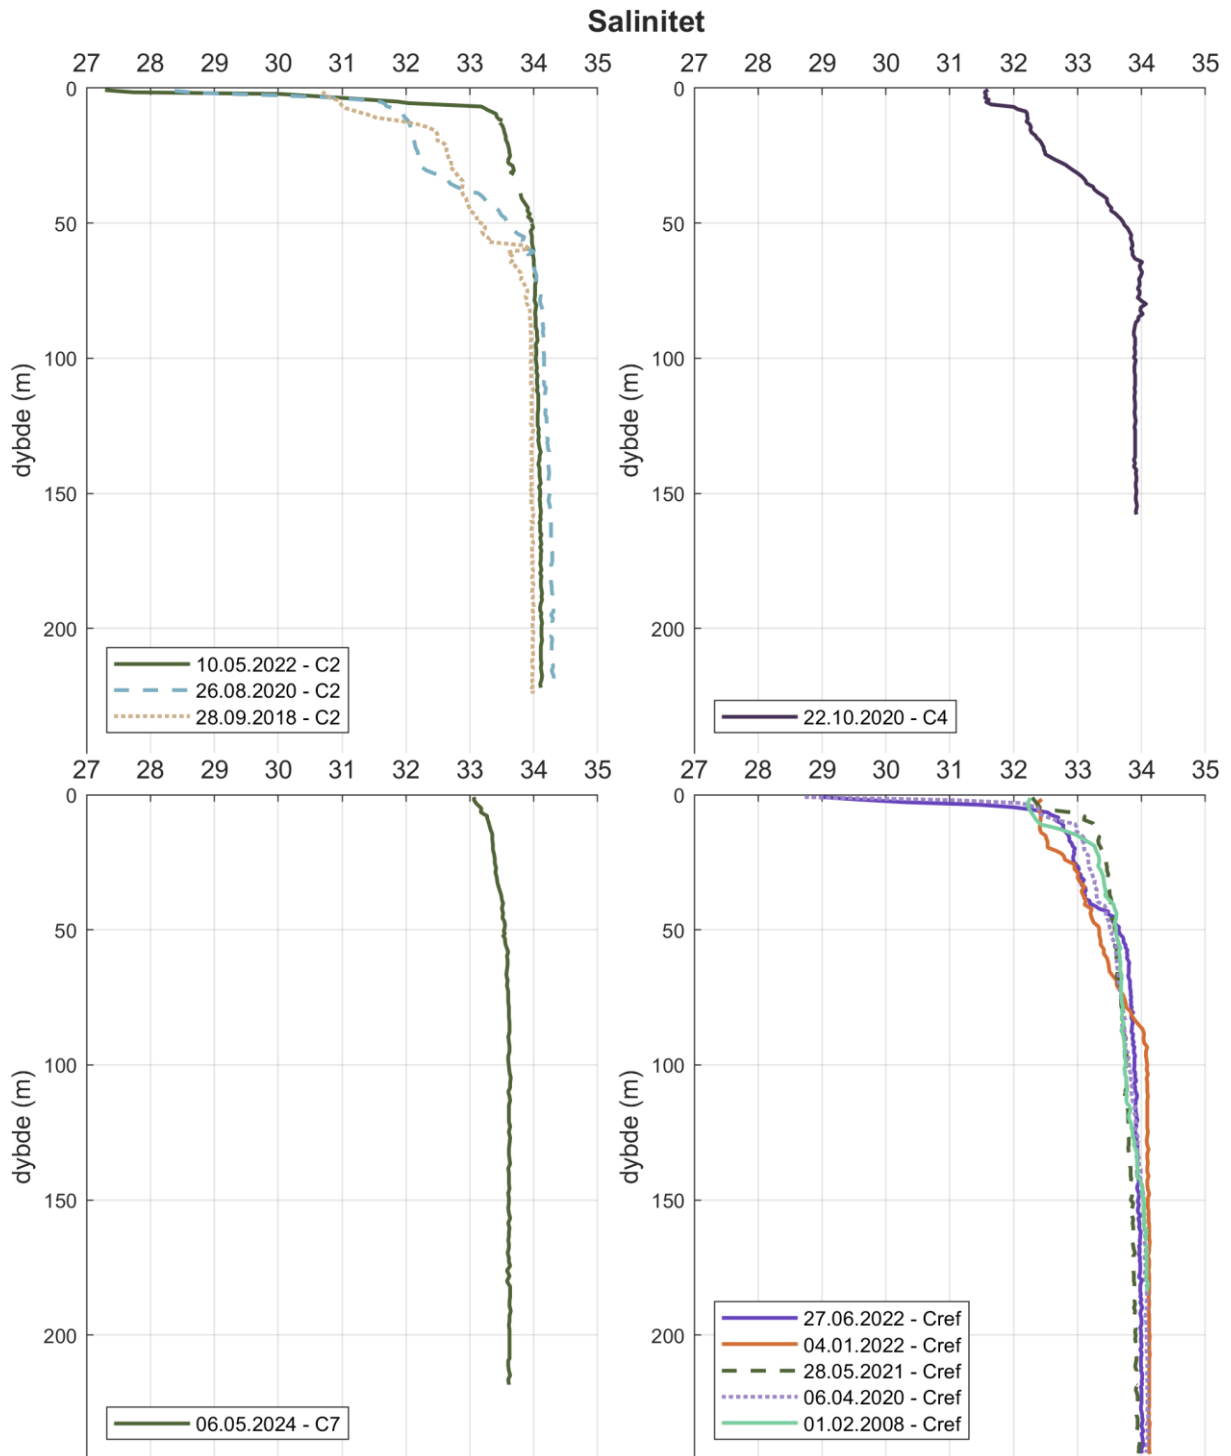 Salinitet
27 28 29 30 31 32 33 34 35
27 28 29 30 31 32 33 34 35
0
50
100
150
200
dybde (m)
10.05.2022 - C2
26.08.2020 - C2
28.09.2018 - C2
0
50
100
150
200
dybde (m)
22.10.2020 - C4
27 28 29 30 31 32 33 34 35
27 28 29 30 31 32 33 34 35
0
50
100
150
200
dybde (m)
06.05.2024 - C7
0
50
100
150
200
dybde (m)
27.06.2022 - Cref
04.01.2022 - Cref
28.05.2021 - Cref
06.04.2020 - Cref
01.02.2008 - Cref